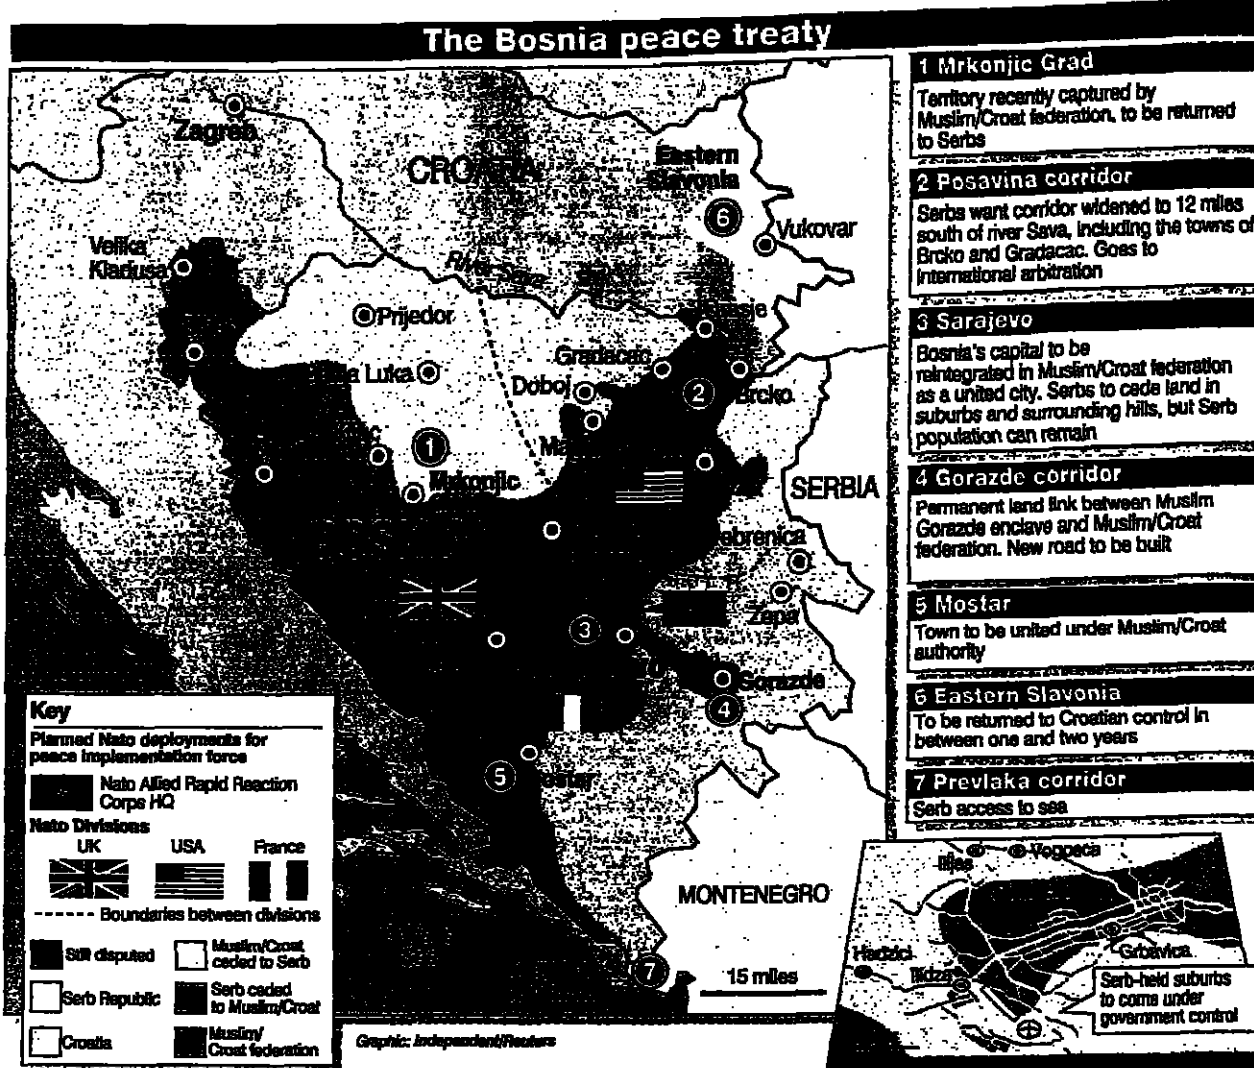 The Bosnia peace treaty
Zagreb
CROATIA
Eastern
Slavonia
6
Vukovar
Velika
Kladusa
River Sava
Prijedor
Gradacac
Luka
Doboj
2
Brcko
1
Mrkonjic
SERBIA
Zepa
3
Gorazde
4
5
MONTENEGRO
7
15 miles
Key
Planned Nato deployments for
peace implementation force
Nato Allied Rapid Reaction
Corps HQ
Nato Divisions
UK USA France
Boundaries between divisions
Still disputed
Muslim/Croat
ceded to Serb
Serb Republic
Serb ceded
to Muslim/Croat
Croatia
Muslim/
Croat federation
Graphic: Independent/Reuters
1 Mrkonjic Grad
Territory recently captured by
Muslim/Croat federation, to be returned
to Serbs
2 Posavina corridor
Serbs want corridor widened to 12 miles
south of river Sava, including the towns of
Brcko and Gradacac. Goes to
international arbitration
3 Sarajevo
Bosnia's capital to be
reintegrated in Muslim/Croat federation
as a united city. Serbs to cede land in
suburbs and surrounding hills, but Serb
population can remain
4 Gorazde corridor
Permanent land link between Muslim
Gorazde enclave and Muslim/Croat
federation. New road to be built
5 Mostar
Town to be united under Muslim/Croat
authority
6 Eastern Slavonia
To be returned to Croatian control in
between one and two years
7 Prevlaka corridor
Serb access to sea
Vogosca
Hadzici
Ilidza
Grbavica
Serb-held suburbs
to come under
government control